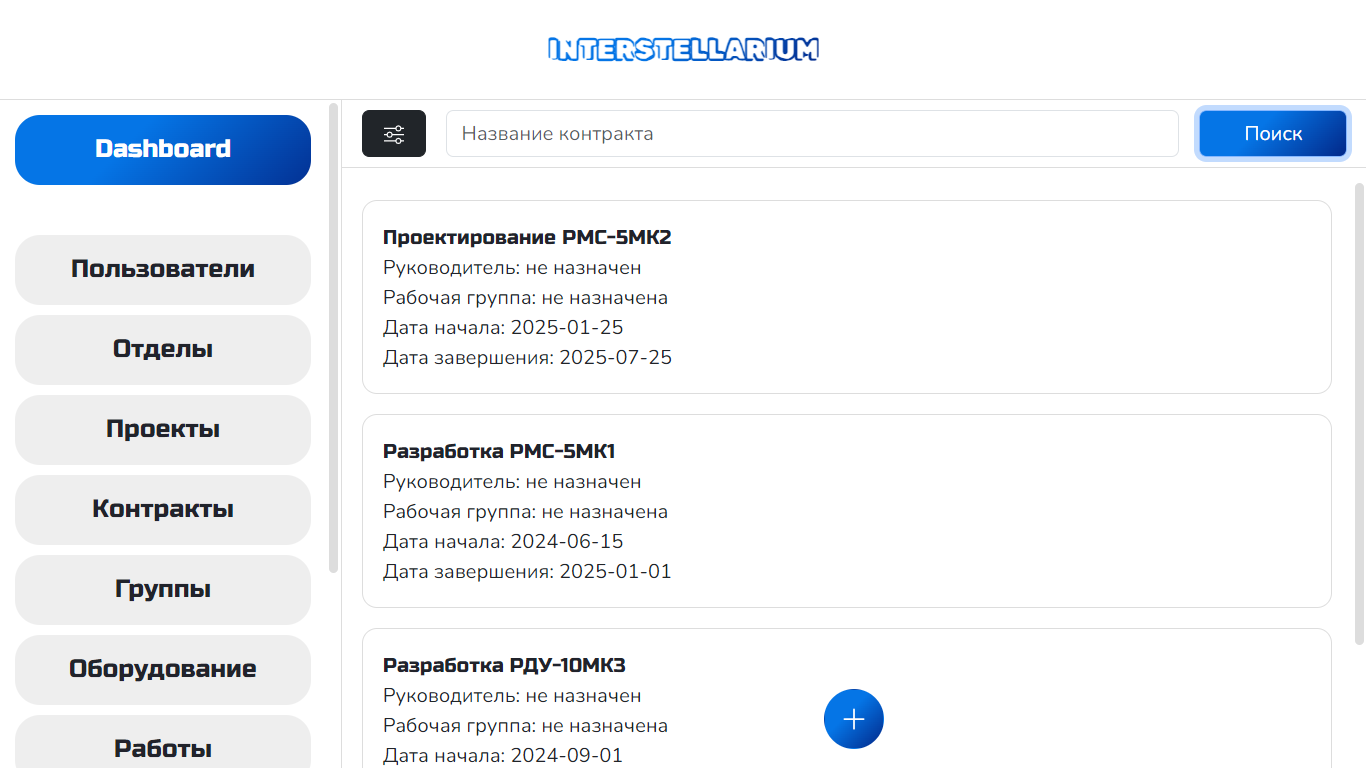 INTERSTELLARIUM
Dashboard
Пользователи
Отделы
Проекты
Контракты
Группы
Оборудование
Работы
Название контракта
Поиск
Проектирование РМС-5МК2
Руководитель: не назначен
Рабочая группа: не назначена
Дата начала: 2025-01-25
Дата завершения: 2025-07-25
Разработка РМС-5МК1
Руководитель: не назначен
Рабочая группа: не назначена
Дата начала: 2024-06-15
Дата завершения: 2025-01-01
Разработка РДУ-10МК3
Руководитель: не назначен
Рабочая группа: не назначена
Дата начала: 2024-09-01